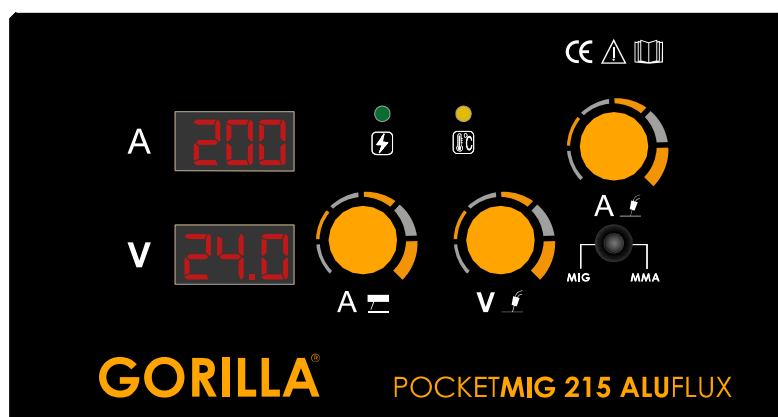 CE
A 200
℃
A
V 24.0
A
V
MIG MMA
GORILLA®
POCKETMIG 215 ALUFLUX